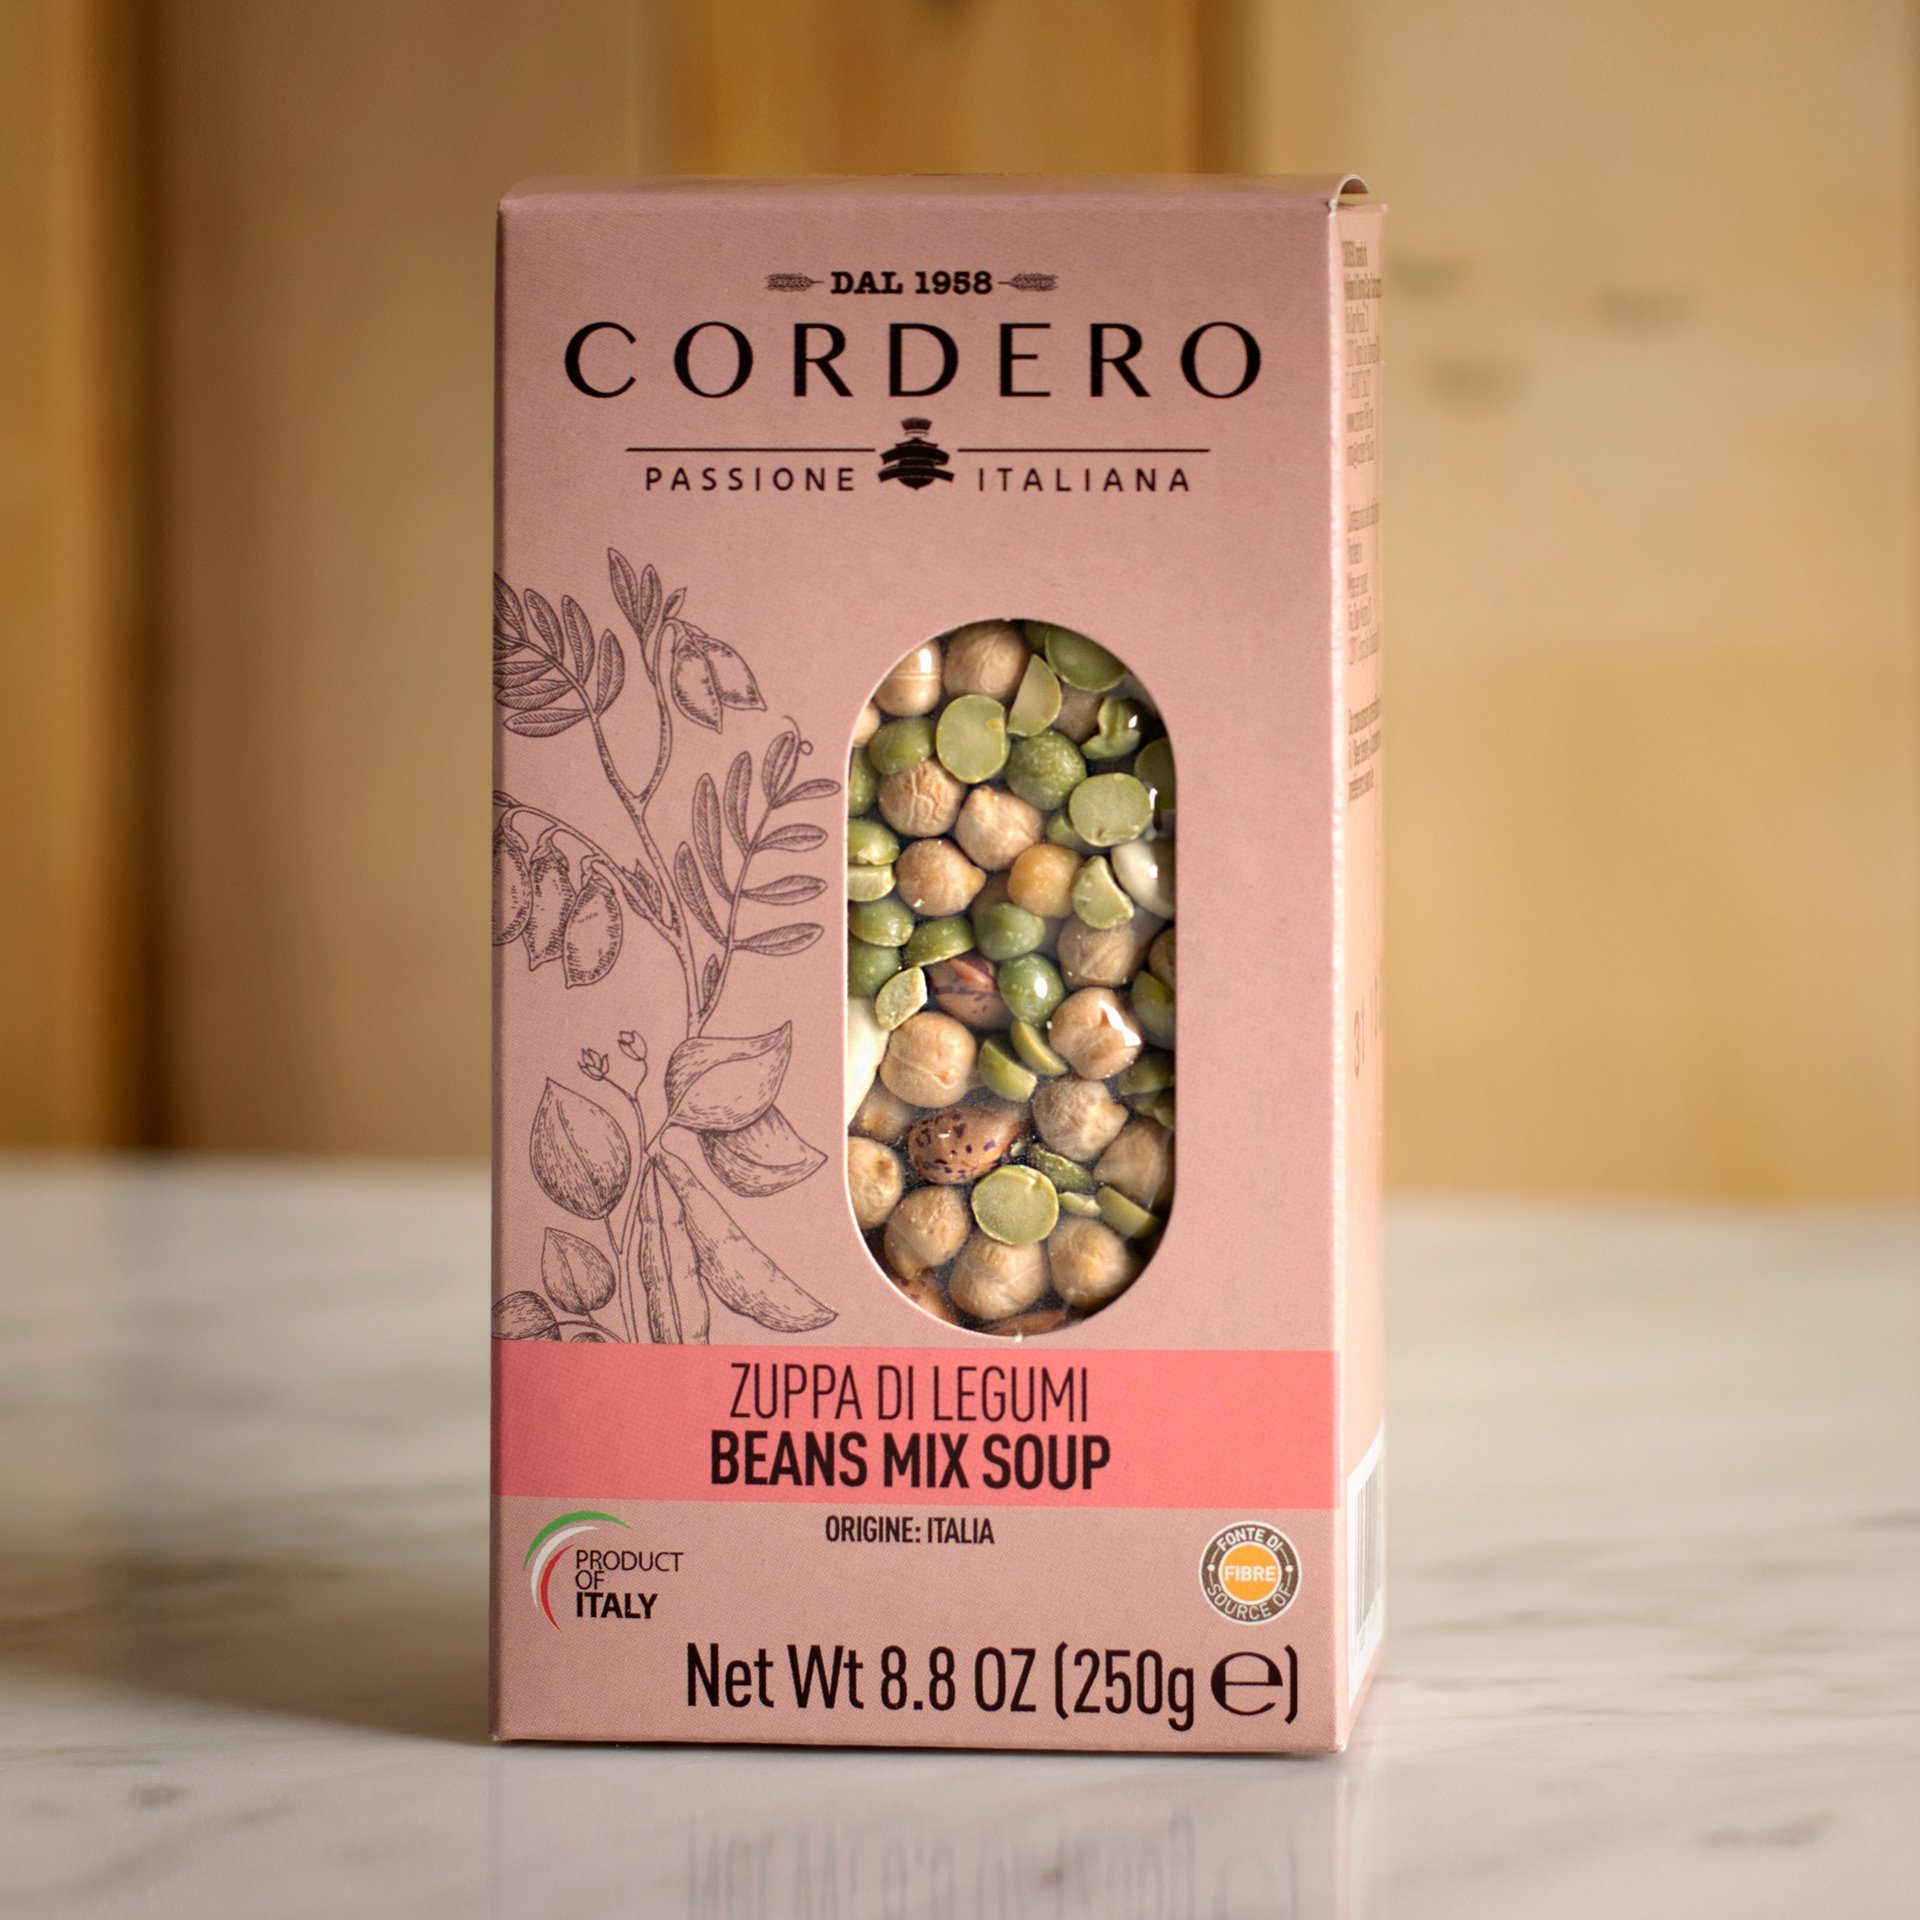 DAL 1958
CORDERO
PASSIONE ITALIANA
ZUPPA DI LEGUMI
BEANS MIX SOUP
ORIGINE: ITALIA
PRODUCT
OF
ITALY
FONTE DI
FIBRE
SOURCE OF
Net Wt 8.8 OZ (250g ℮)